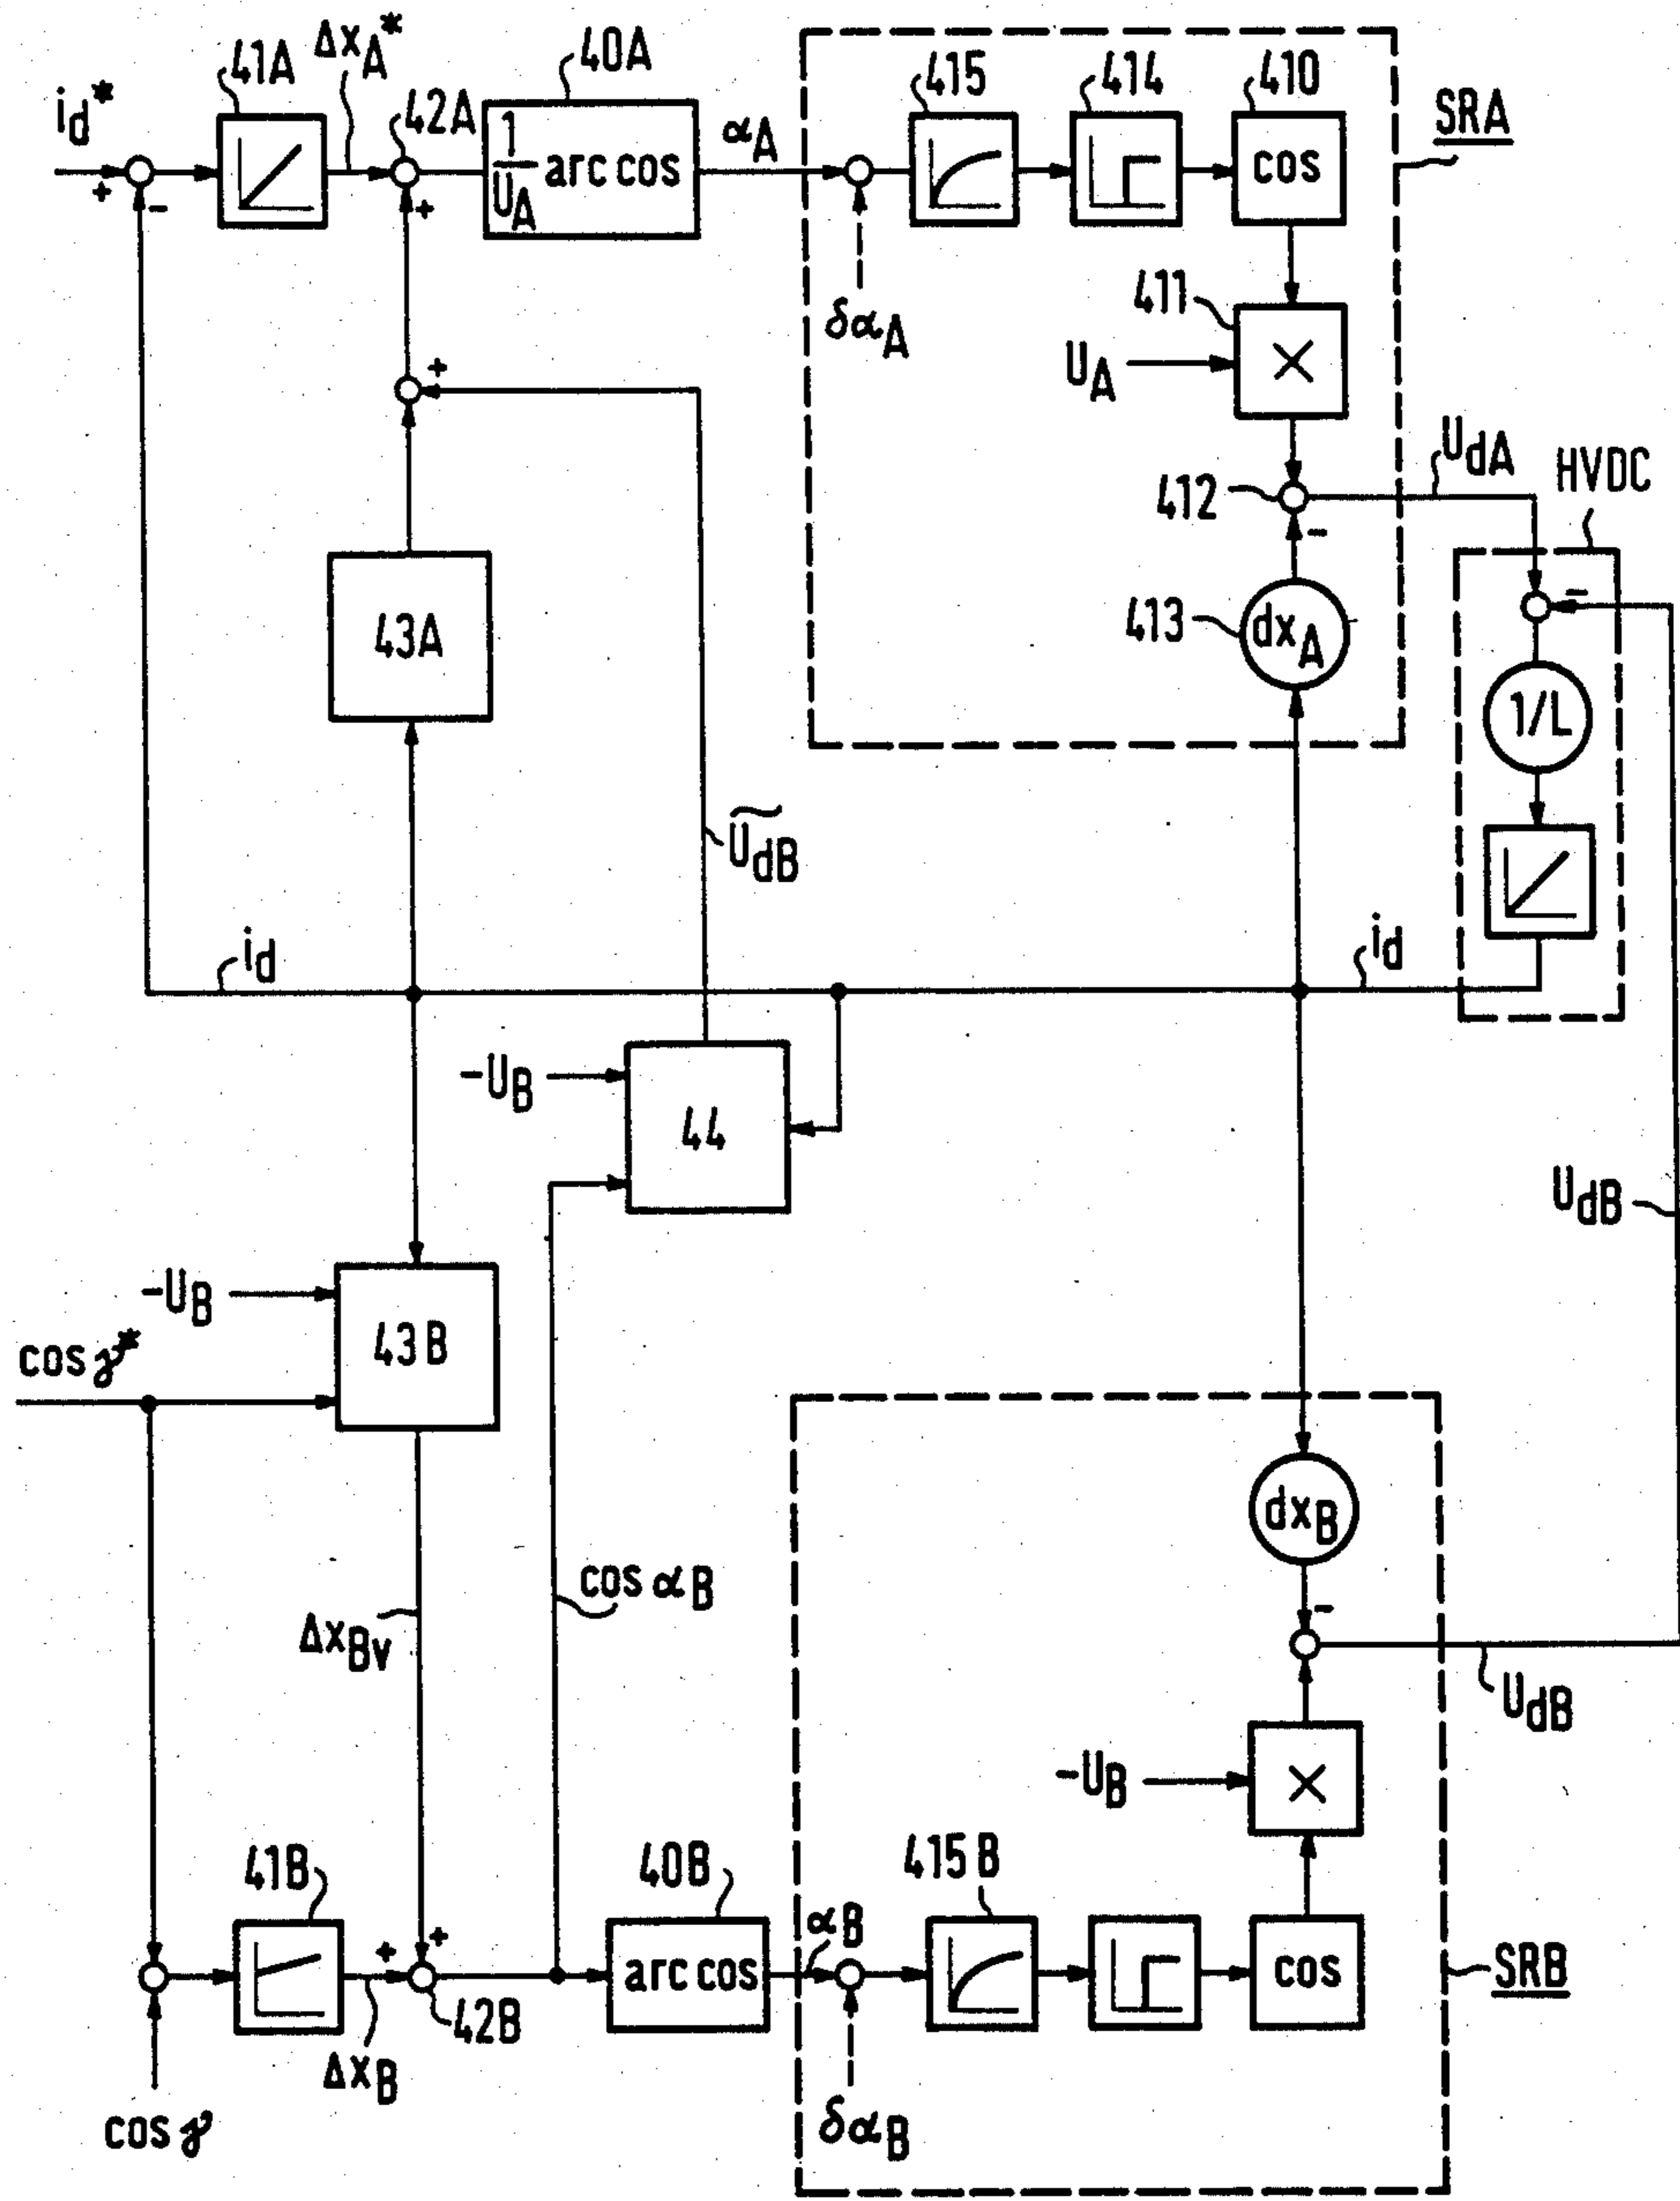 id*
+
-
41A
ΔxA*
42A
+
40A
1/UA arc cos
αA
δαA
415
414
410
cos
SRA
411
UA
×
412
-
413
dxA
UdA
HVDC
-
1/L
+
43A
ŨdB
id
id
-UB
44
UdB
-UB
cos γ*
43B
dxB
-
ΔxBv
cos αB
UdB
-UB
×
41B
+
+
42B
ΔxB
40B
arc cos
αB
415B
cos
SRB
cos γ
δαB